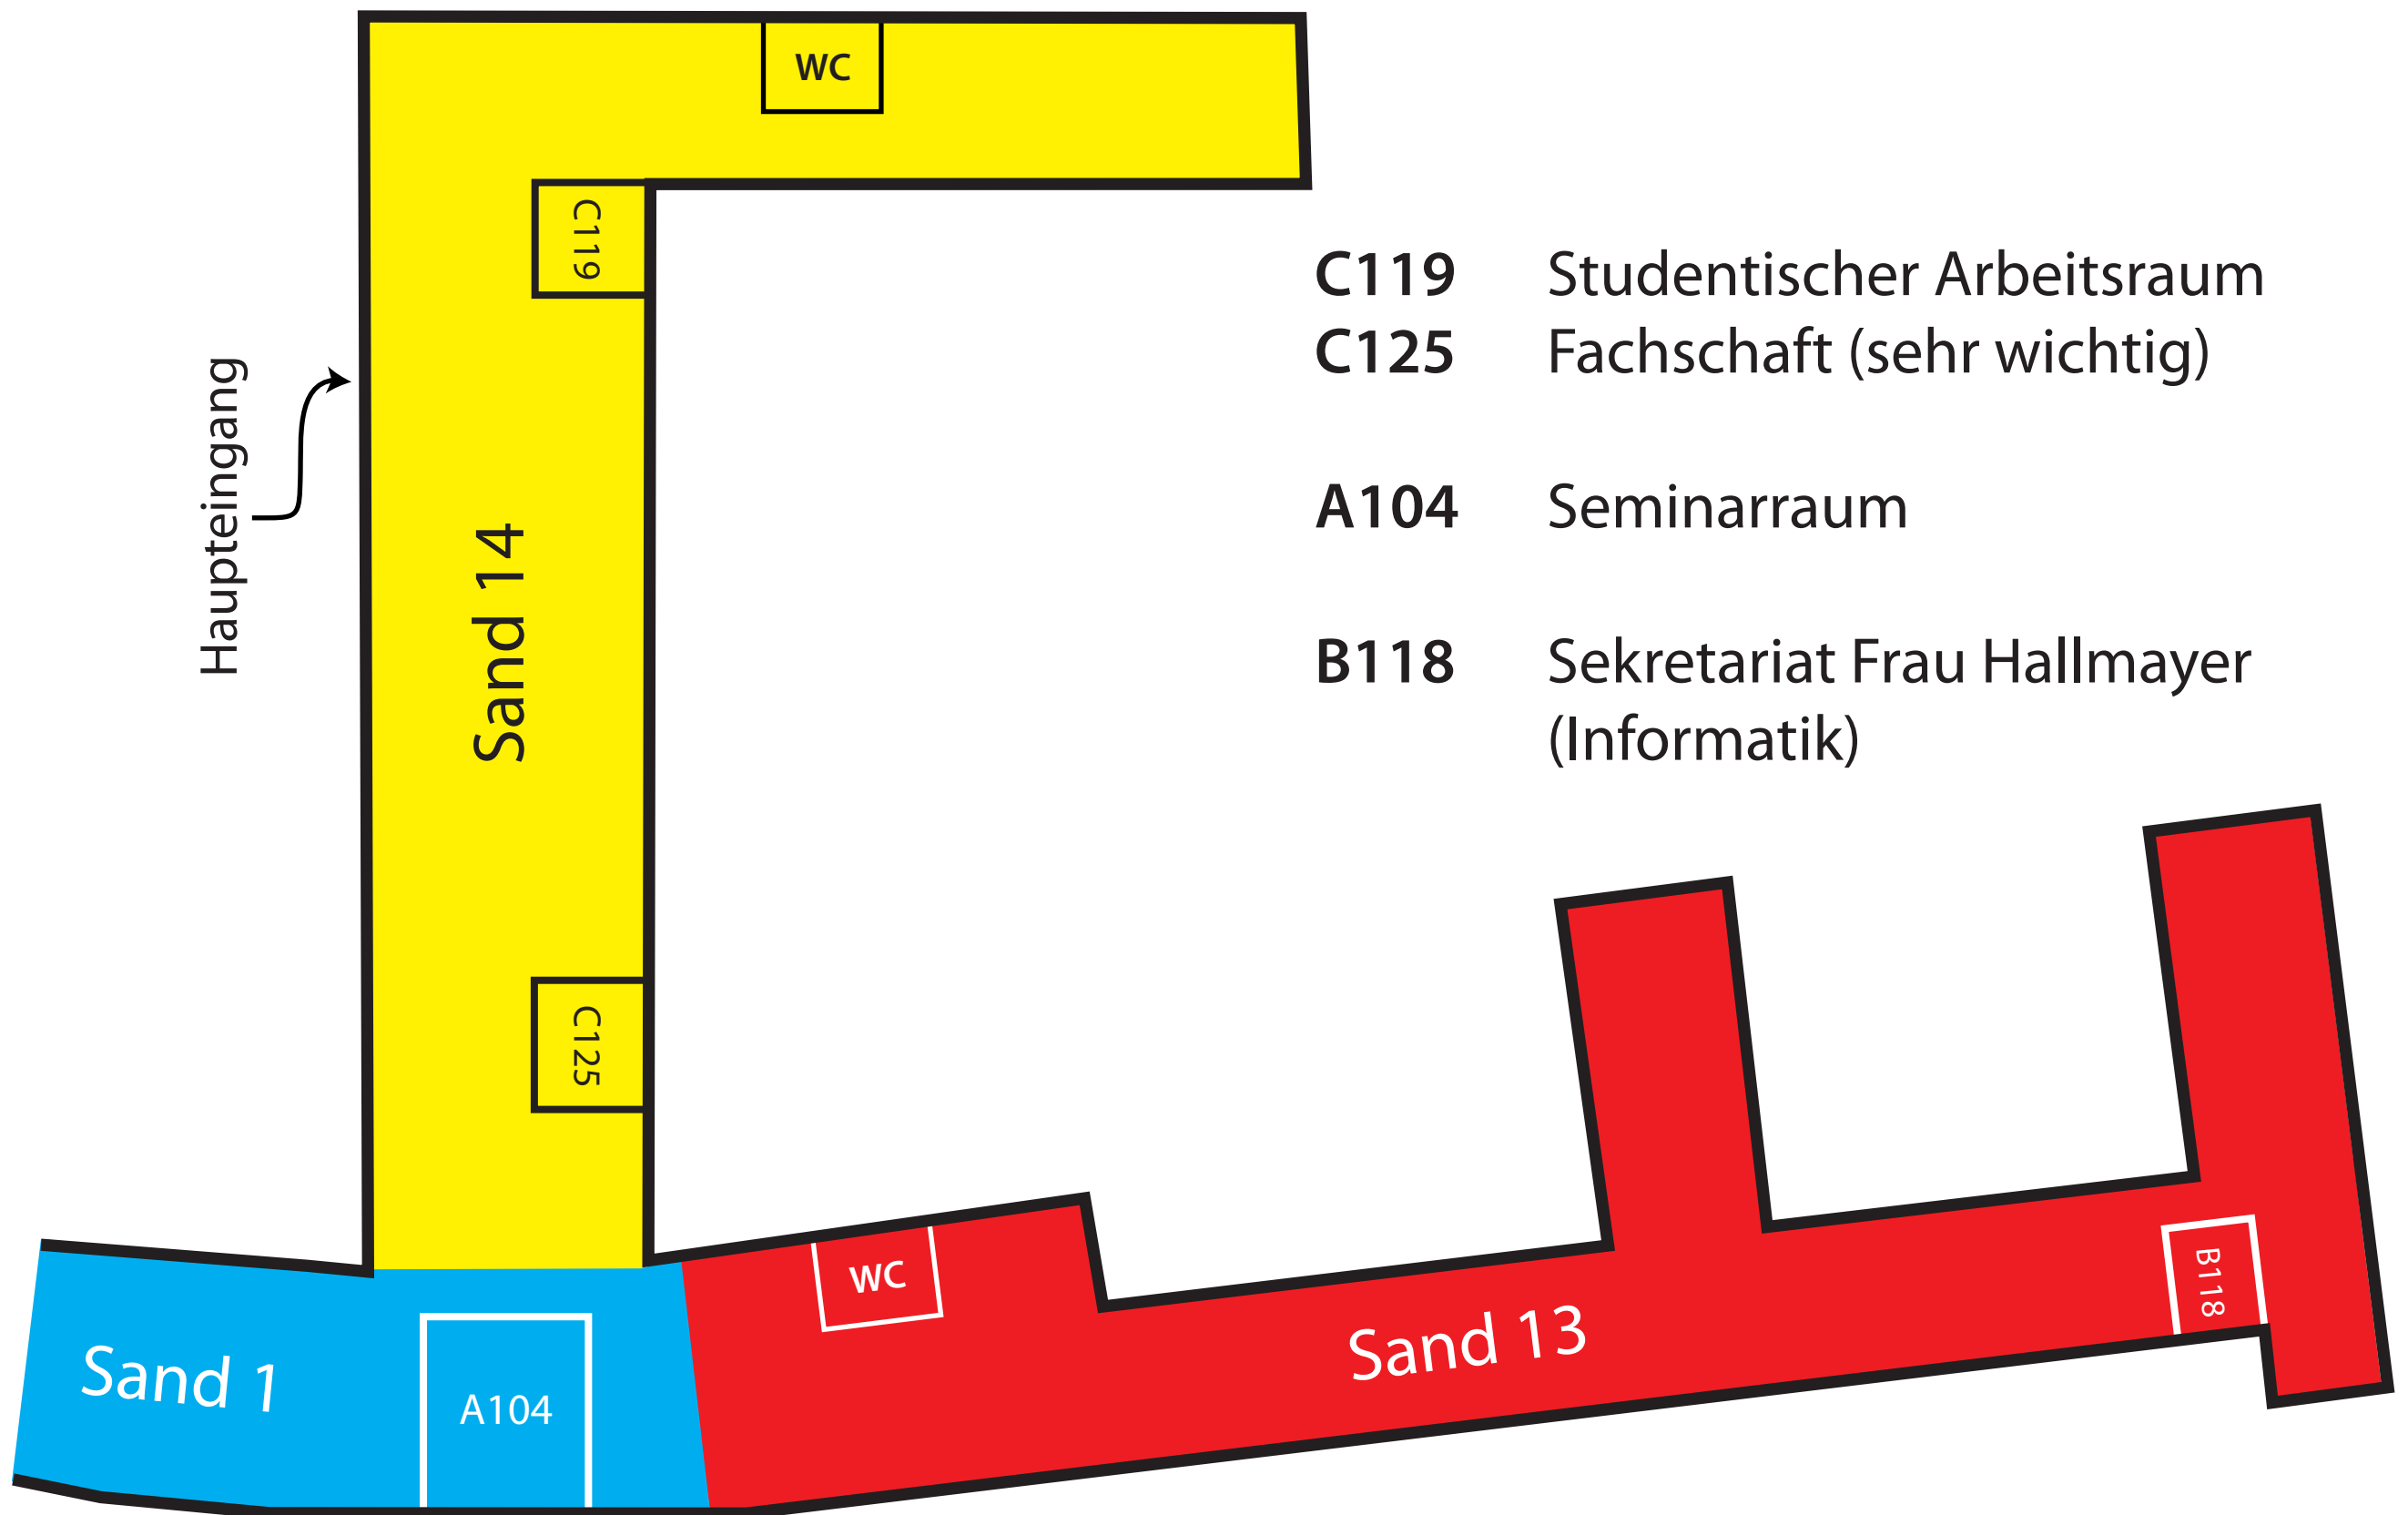 WC
C119
C119 Studentischer Arbeitsraum
C125 Fachschaft (sehr wichtig)
Haupteingang
A104 Seminarraum
Sand 14
B118 Sekretariat Frau Hallmayer
(Informatik)
C125
WC
B118
Sand 13
Sand 1
A104